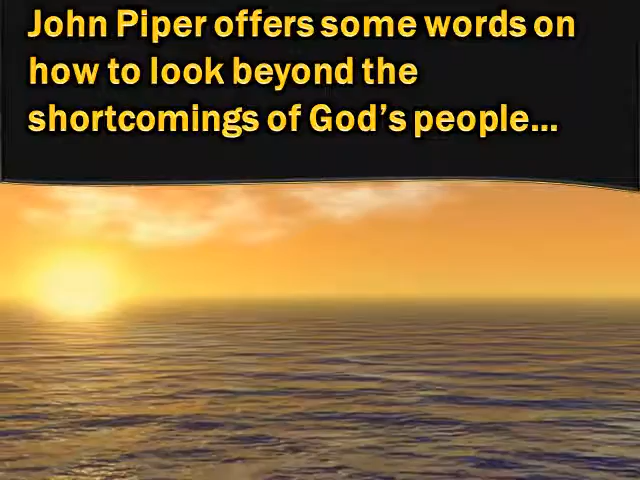 John Piper offers some words on
how to look beyond the
shortcomings of God's people...